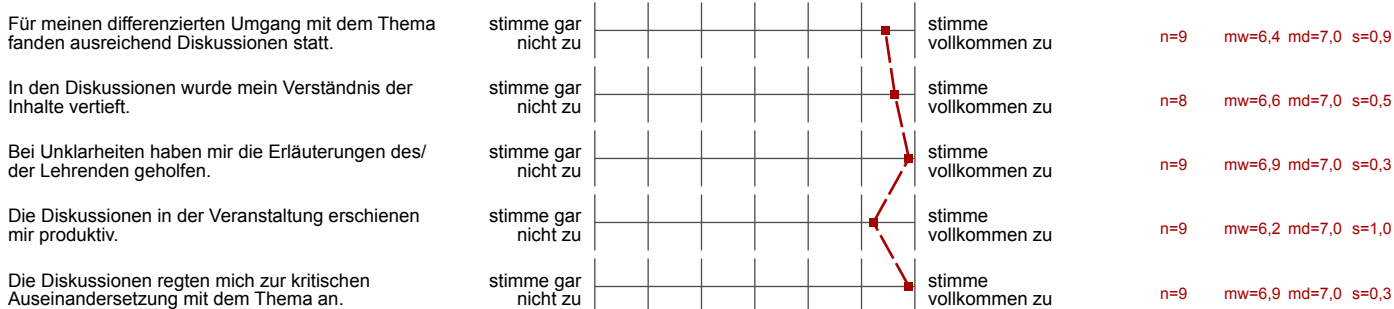 Für meinen differenzierten Umgang mit dem Thema
fanden ausreichend Diskussionen statt.
stimme gar
nicht zu
stimme
vollkommen zu
n=9 mw=6,4 md=7,0 s=0,9
In den Diskussionen wurde mein Verständnis der
Inhalte vertieft.
stimme gar
nicht zu
stimme
vollkommen zu
n=8 mw=6,6 md=7,0 s=0,5
Bei Unklarheiten haben mir die Erläuterungen des/
der Lehrenden geholfen.
stimme gar
nicht zu
stimme
vollkommen zu
n=9 mw=6,9 md=7,0 s=0,3
Die Diskussionen in der Veranstaltung erschienen
mir produktiv.
stimme gar
nicht zu
stimme
vollkommen zu
n=9 mw=6,2 md=7,0 s=1,0
Die Diskussionen regten mich zur kritischen
Auseinandersetzung mit dem Thema an.
stimme gar
nicht zu
stimme
vollkommen zu
n=9 mw=6,9 md=7,0 s=0,3